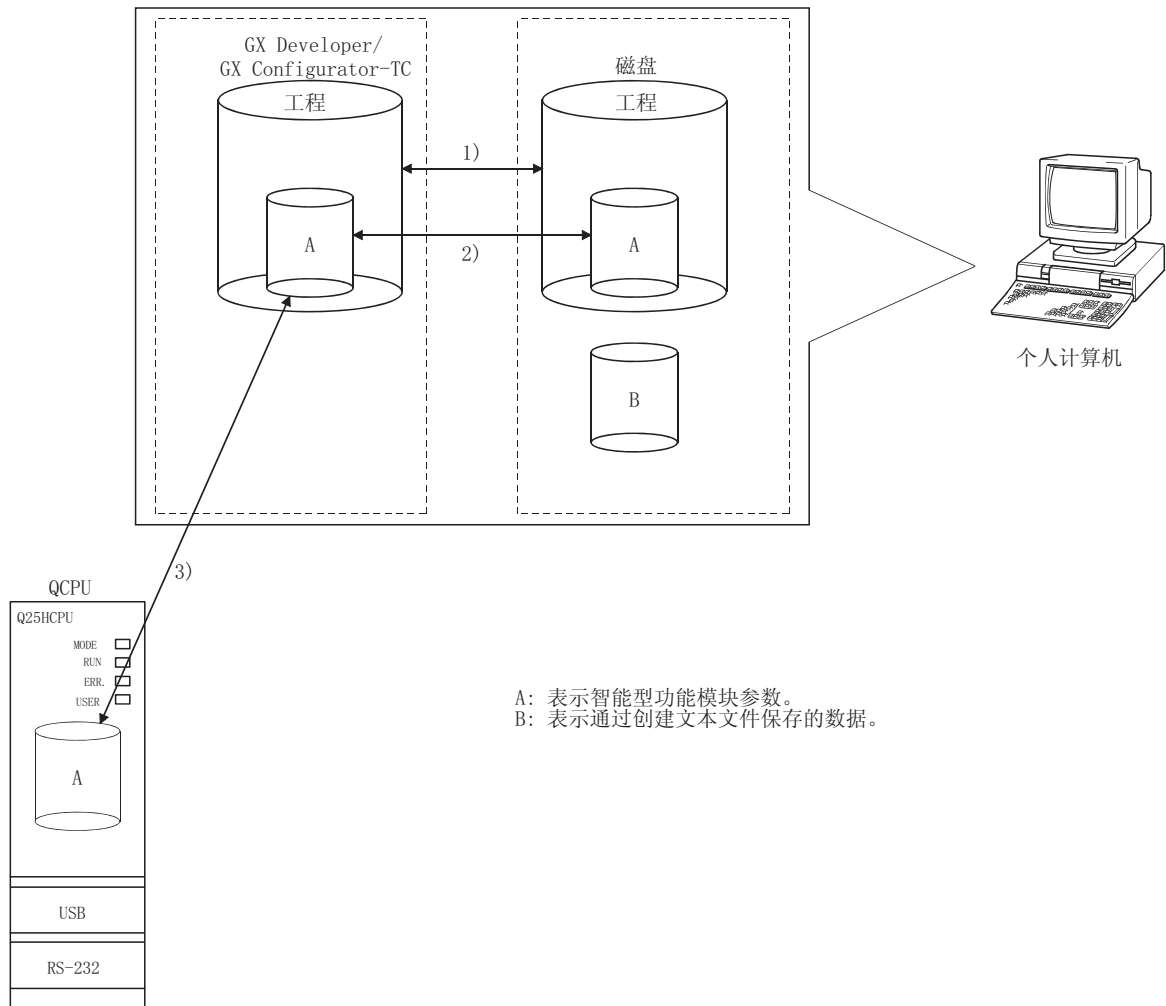 GX Developer/
GX Configurator-TC
工程
磁盘
工程
1)
A
2)
A
B
个人计算机
3)
QCPU
Q25HCPU
MODE
RUN
ERR.
USER
A
USB
RS-232
A: 表示智能型功能模块参数。
B: 表示通过创建文本文件保存的数据。